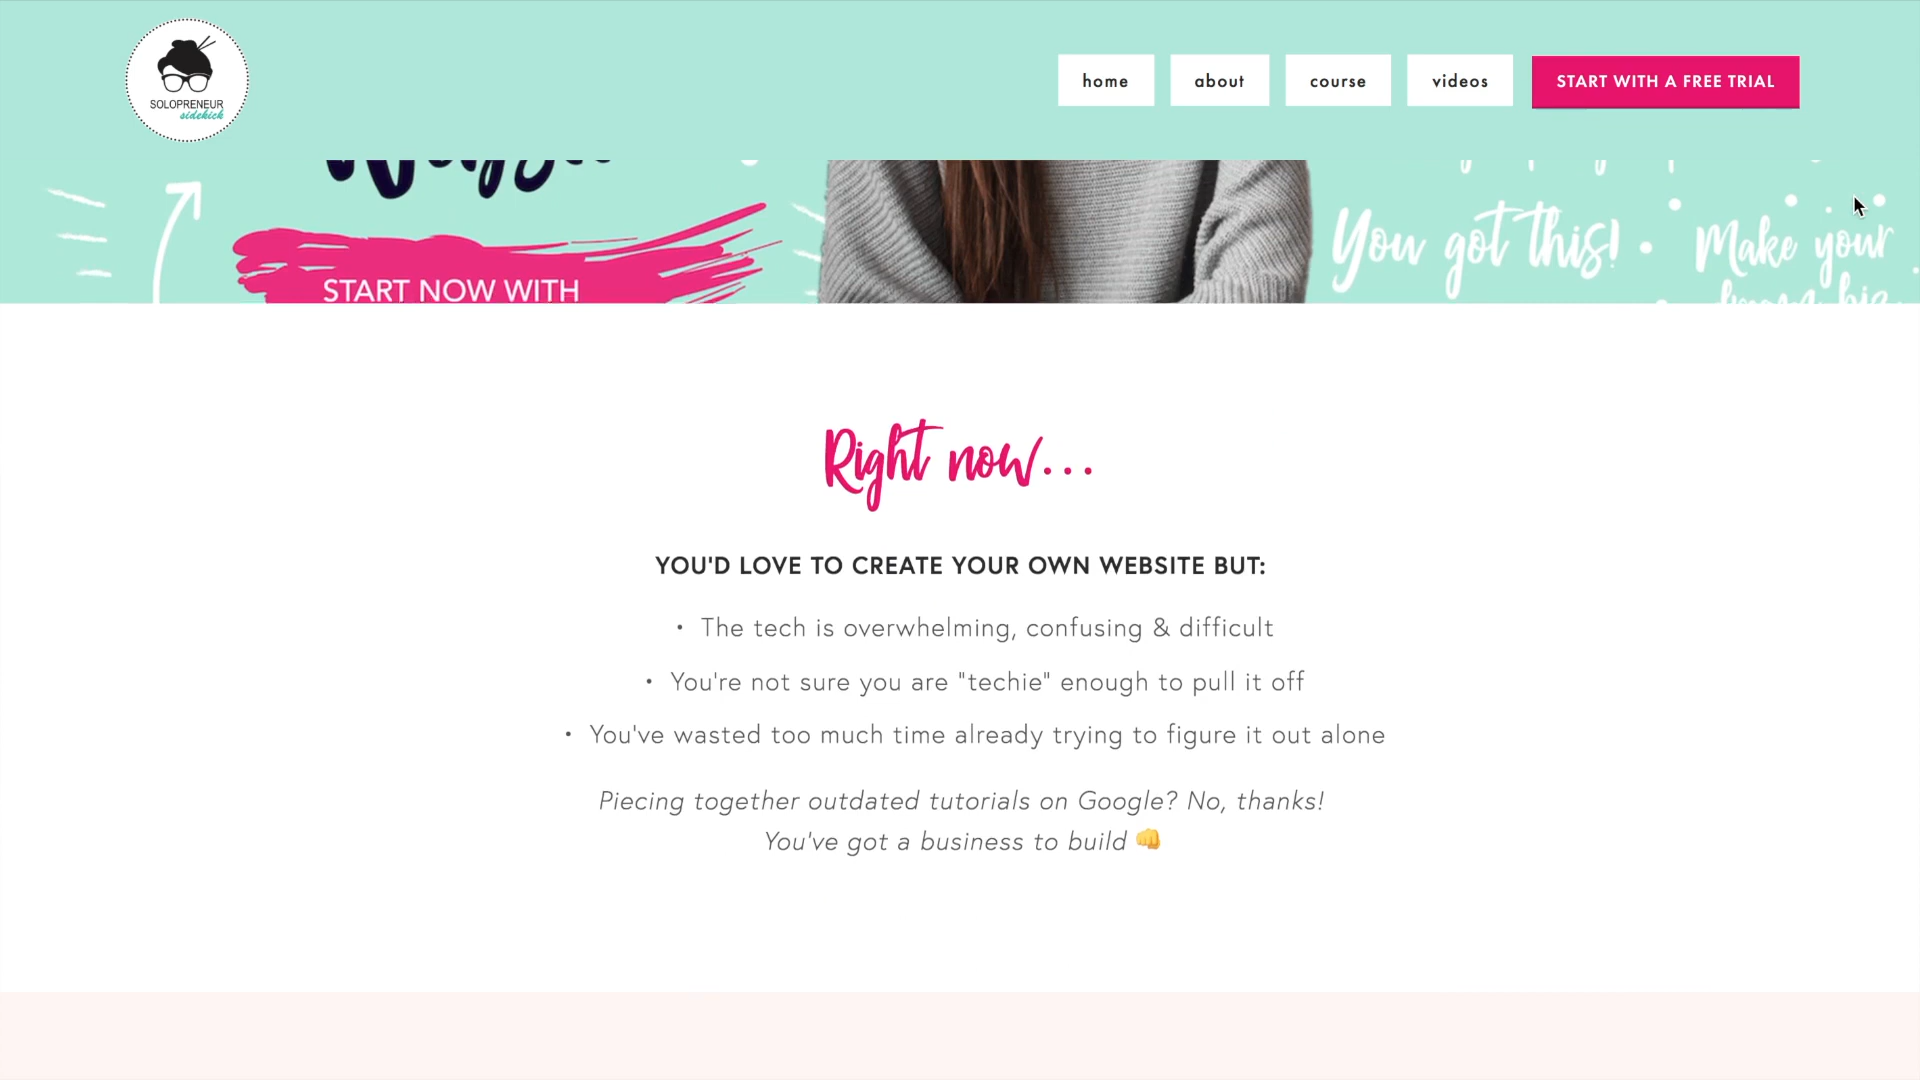 SOLOPRENEUR
sidekick
home
about
course
videos
START WITH A FREE TRIAL
START NOW WITH
You got this!
Make your
Right now...
YOU'D LOVE TO CREATE YOUR OWN WEBSITE BUT:
• The tech is overwhelming, confusing & difficult
• You're not sure you are "techie" enough to pull it off
• You've wasted too much time already trying to figure it out alone
Piecing together outdated tutorials on Google? No, thanks!
You've got a business to build 👊